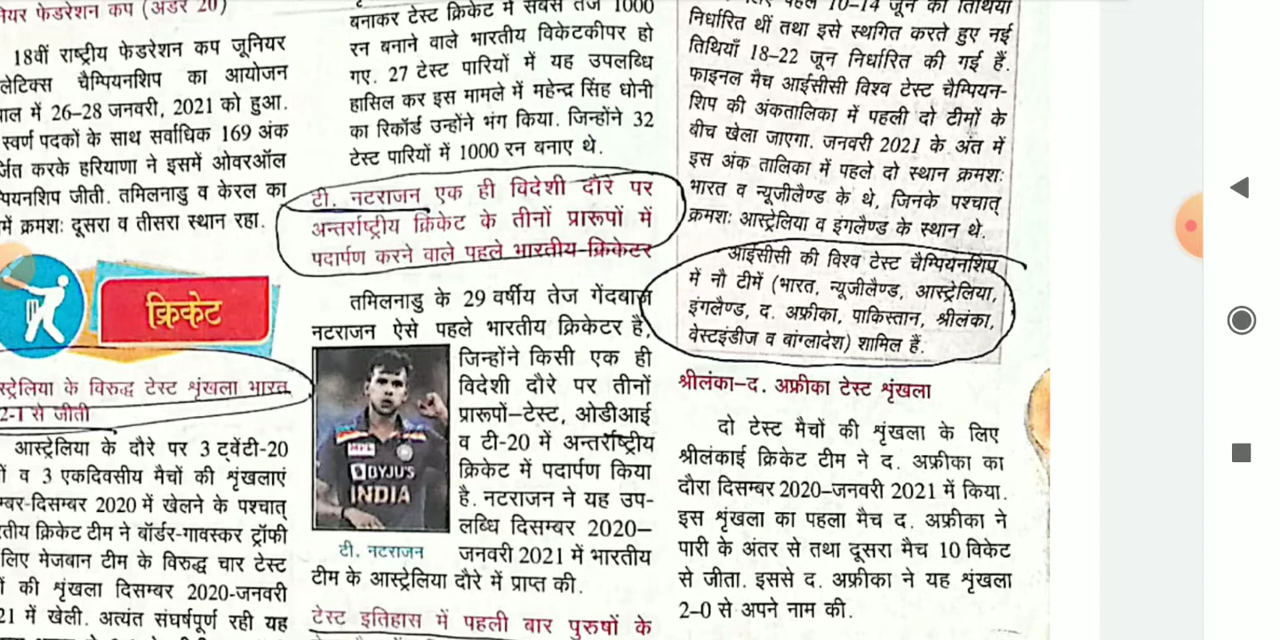 नियर फेडरेशन कप (अंडर 20)
18वीं राष्ट्रीय फेडरेशन कप जूनियर
लेटिक्स चैम्पियनशिप का आयोजन
ाल में 26–28 जनवरी, 2021 को हुआ.
स्वर्ण पदकों के साथ सर्वाधिक 169 अंक
र्जित करके हरियाणा ने इसमें ओवरऑल
म्पियनशिप जीती. तमिलनाडु व केरल का
में क्रमशः दूसरा व तीसरा स्थान रहा.
क्रिकेट
स्ट्रेलिया के विरुद्ध टेस्ट शृंखला भारत
2-1 से जीती
आस्ट्रेलिया के दौरे पर 3 ट्वेंटी-20
ों व 3 एकदिवसीय मैचों की शृंखलाएं
म्बर-दिसम्बर 2020 में खेलने के पश्चात्
तीय क्रिकेट टीम ने बॉर्डर-गावस्कर ट्रॉफी
लिए मेजबान टीम के विरुद्ध चार टेस्ट
ों की शृंखला दिसम्बर 2020-जनवरी
21 में खेली. अत्यंत संघर्षपूर्ण रही यह
बनाकर टेस्ट क्रिकेट में सबसे तेज 1000
रन बनाने वाले भारतीय विकेटकीपर हो
गए. 27 टेस्ट पारियों में यह उपलब्धि
हासिल कर इस मामले में महेन्द्र सिंह धोनी
का रिकॉर्ड उन्होंने भंग किया. जिन्होंने 32
टेस्ट पारियों में 1000 रन बनाए थे.
टी. नटराजन एक ही विदेशी दौरे पर
अन्तर्राष्ट्रीय क्रिकेट के तीनों प्रारूपों में
पदार्पण करने वाले पहले भारतीय-क्रिकेटर
तमिलनाडु के 29 वर्षीय तेज गेंदबाज
नटराजन ऐसे पहले भारतीय क्रिकेटर है,
जिन्होंने किसी एक ही
विदेशी दौरे पर तीनों
प्रारूपों–टेस्ट, ओडीआई
व टी-20 में अन्तर्राष्ट्रीय
क्रिकेट में पदार्पण किया
है. नटराजन ने यह उप-
लब्धि दिसम्बर 2020–
जनवरी 2021 में भारतीय
टीम के आस्ट्रेलिया दौरे में प्राप्त की.
BYJU'S
INDIA
टी. नटराजन
टेस्ट इतिहास में पहली बार पुरुषों के
पहले 10–14 जून की तिथियाँ
निर्धारित थीं तथा इसे स्थगित करते हुए नई
तिथियाँ 18–22 जून निर्धारित की गई हैं.
फाइनल मैच आईसीसी विश्व टेस्ट चैम्पियन-
शिप की अंकतालिका में पहली दो टीमों के
बीच खेला जाएगा. जनवरी 2021 के अंत में
इस अंक तालिका में पहले दो स्थान क्रमशः
भारत व न्यूजीलैण्ड के थे, जिनके पश्चात्
क्रमशः आस्ट्रेलिया व इंगलैण्ड के स्थान थे.
आईसीसी की विश्व टेस्ट चैम्पियनशिप
में नौ टीमें (भारत, न्यूजीलैण्ड, आस्ट्रेलिया,
इंगलैण्ड, द. अफ्रीका, पाकिस्तान, श्रीलंका,
वेस्टइंडीज व बांग्लादेश) शामिल हैं.
श्रीलंका–द. अफ्रीका टेस्ट शृंखला
दो टेस्ट मैचों की शृंखला के लिए
श्रीलंकाई क्रिकेट टीम ने द. अफ्रीका का
दौरा दिसम्बर 2020–जनवरी 2021 में किया.
इस शृंखला का पहला मैच द. अफ्रीका ने
पारी के अंतर से तथा दूसरा मैच 10 विकेट
से जीता. इससे द. अफ्रीका ने यह शृंखला
2–0 से अपने नाम की.